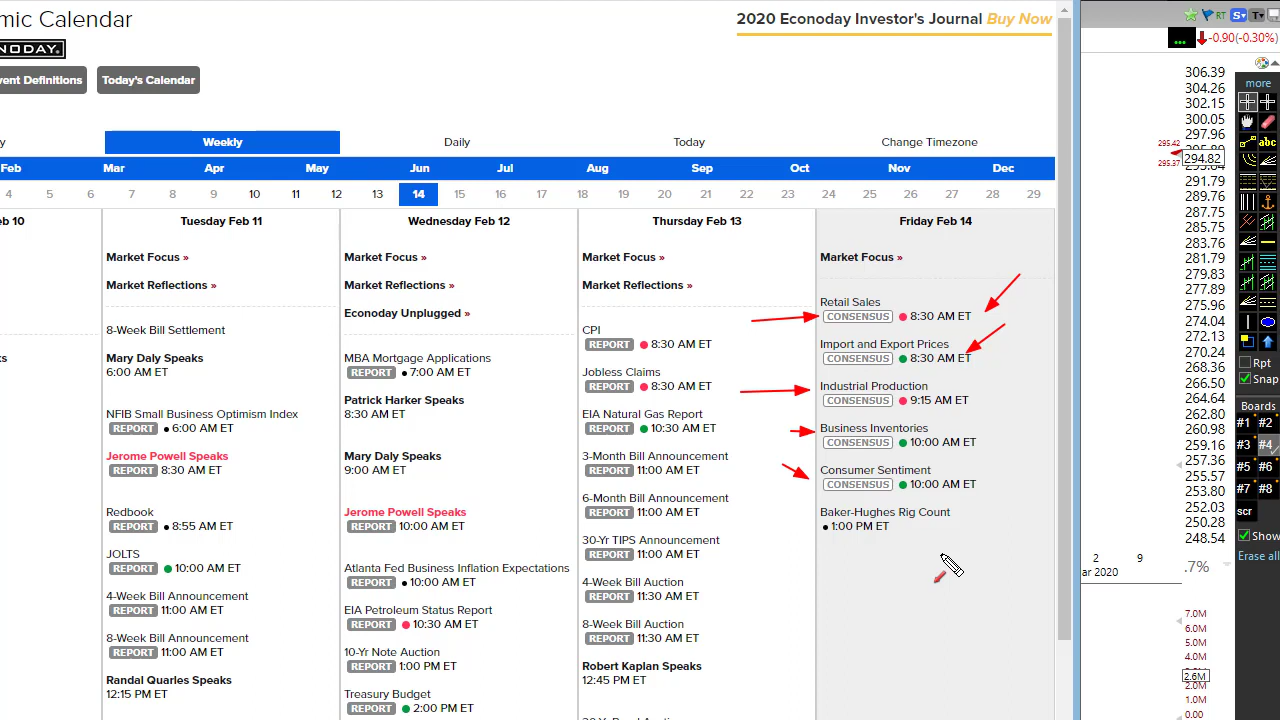 mic Calendar
2020 Econoday Investor's Journal Buy Now
NODAY®
vent Definitions
Today's Calendar
y
Weekly
Daily
Today
Change Timezone
Feb Mar Apr May Jun Jul Aug Sep Oct Nov Dec
4 5 6 7 10 11 12 13 14 15 16 17 18 19 20 21 22 23 24 25 26 27 28 29
eb 10
Tuesday Feb 11
Market Focus »
Market Reflections »
8-Week Bill Settlement
Mary Daly Speaks
6:00 AM ET
NFIB Small Business Optimism Index
REPORT 6:00 AM ET
Jerome Powell Speaks
REPORT 8:30 AM ET
Redbook
REPORT 8:55 AM ET
JOLTS
REPORT 10:00 AM ET
4-Week Bill Announcement
REPORT 11:00 AM ET
8-Week Bill Announcement
REPORT 11:00 AM ET
Randal Quarles Speaks
12:15 PM ET
Wednesday Feb 12
Market Focus »
Market Reflections »
Econoday Unplugged »
MBA Mortgage Applications
REPORT 7:00 AM ET
Patrick Harker Speaks
8:30 AM ET
Mary Daly Speaks
9:00 AM ET
Jerome Powell Speaks
REPORT 10:00 AM ET
Atlanta Fed Business Inflation Expectations
REPORT 10:00 AM ET
EIA Petroleum Status Report
REPORT 10:30 AM ET
10-Yr Note Auction
REPORT 1:00 PM ET
Treasury Budget
REPORT 2:00 PM ET
Thursday Feb 13
Market Focus »
Market Reflections »
CPI
REPORT 8:30 AM ET
Jobless Claims
REPORT 8:30 AM ET
EIA Natural Gas Report
REPORT 10:30 AM ET
3-Month Bill Announcement
REPORT 11:00 AM ET
6-Month Bill Announcement
REPORT 11:00 AM ET
30-Yr TIPS Announcement
REPORT 11:00 AM ET
4-Week Bill Auction
REPORT 11:30 AM ET
8-Week Bill Auction
REPORT 11:30 AM ET
Robert Kaplan Speaks
12:45 PM ET
Friday Feb 14
Market Focus »
Retail Sales
CONSENSUS 8:30 AM ET
Import and Export Prices
CONSENSUS 8:30 AM ET
Industrial Production
CONSENSUS 9:15 AM ET
Business Inventories
CONSENSUS 10:00 AM ET
Consumer Sentiment
CONSENSUS 10:00 AM ET
Baker-Hughes Rig Count
1:00 PM ET
RT S T
... -0.90(-0.30%)
306.39
304.26
302.15
300.05
297.96
295.42
294.82
295.37
291.79
289.76
287.75
285.75
283.76
281.79
279.83
277.89
275.96
274.04
272.13
270.24
268.36
266.50
264.64
262.80
260.98
259.16
257.36
255.57
253.80
252.03
250.28
248.54
2 9
ar 2020
.7%
7.0M
6.0M
5.0M
4.0M
2.6M
2.0M
1.0M
0.00
more
abc
Rpt
Snap
Boards
#1 #2
#3 #4
#5 #6
#7 #8
scr
Show
Erase all